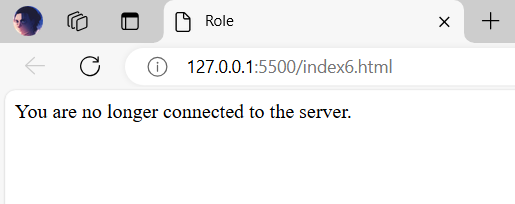 Role
127.0.0.1:5500/index6.html
You are no longer connected to the server.